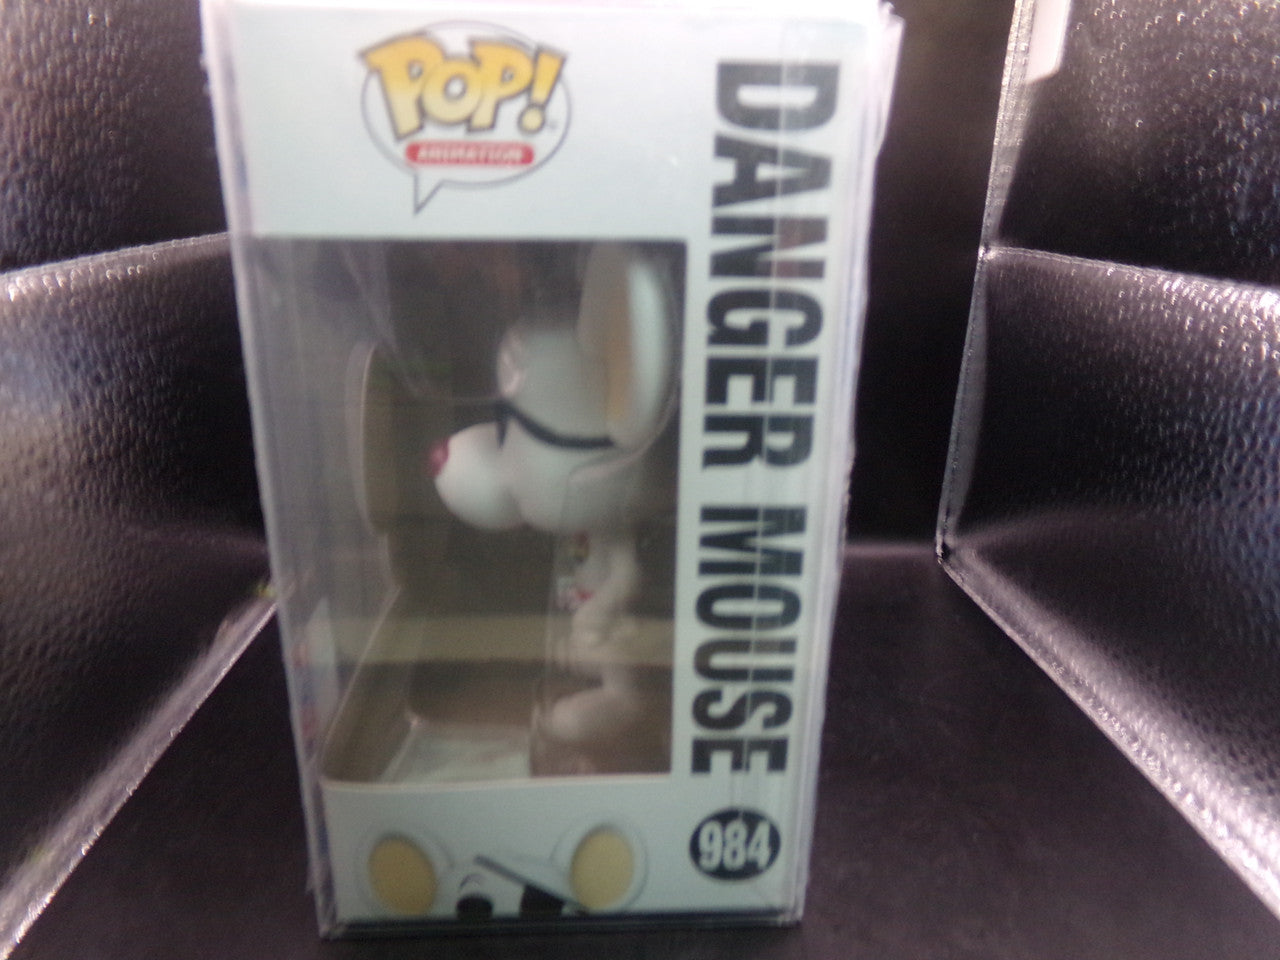 POP!
ANIMATION
DANGER MOUSE
984